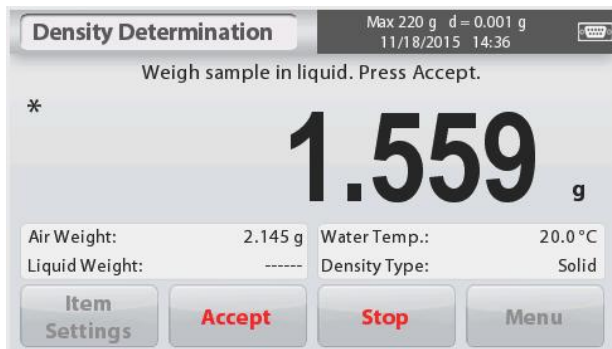 Density Determination
Max 220 g d = 0.001 g
11/18/2015 14:36
Weigh sample in liquid. Press Accept.
*
1.559 g
Air Weight: 2.145 g Water Temp.: 20.0 °C
Liquid Weight: ------ Density Type: Solid
Item
Settings
Accept
Stop
Menu